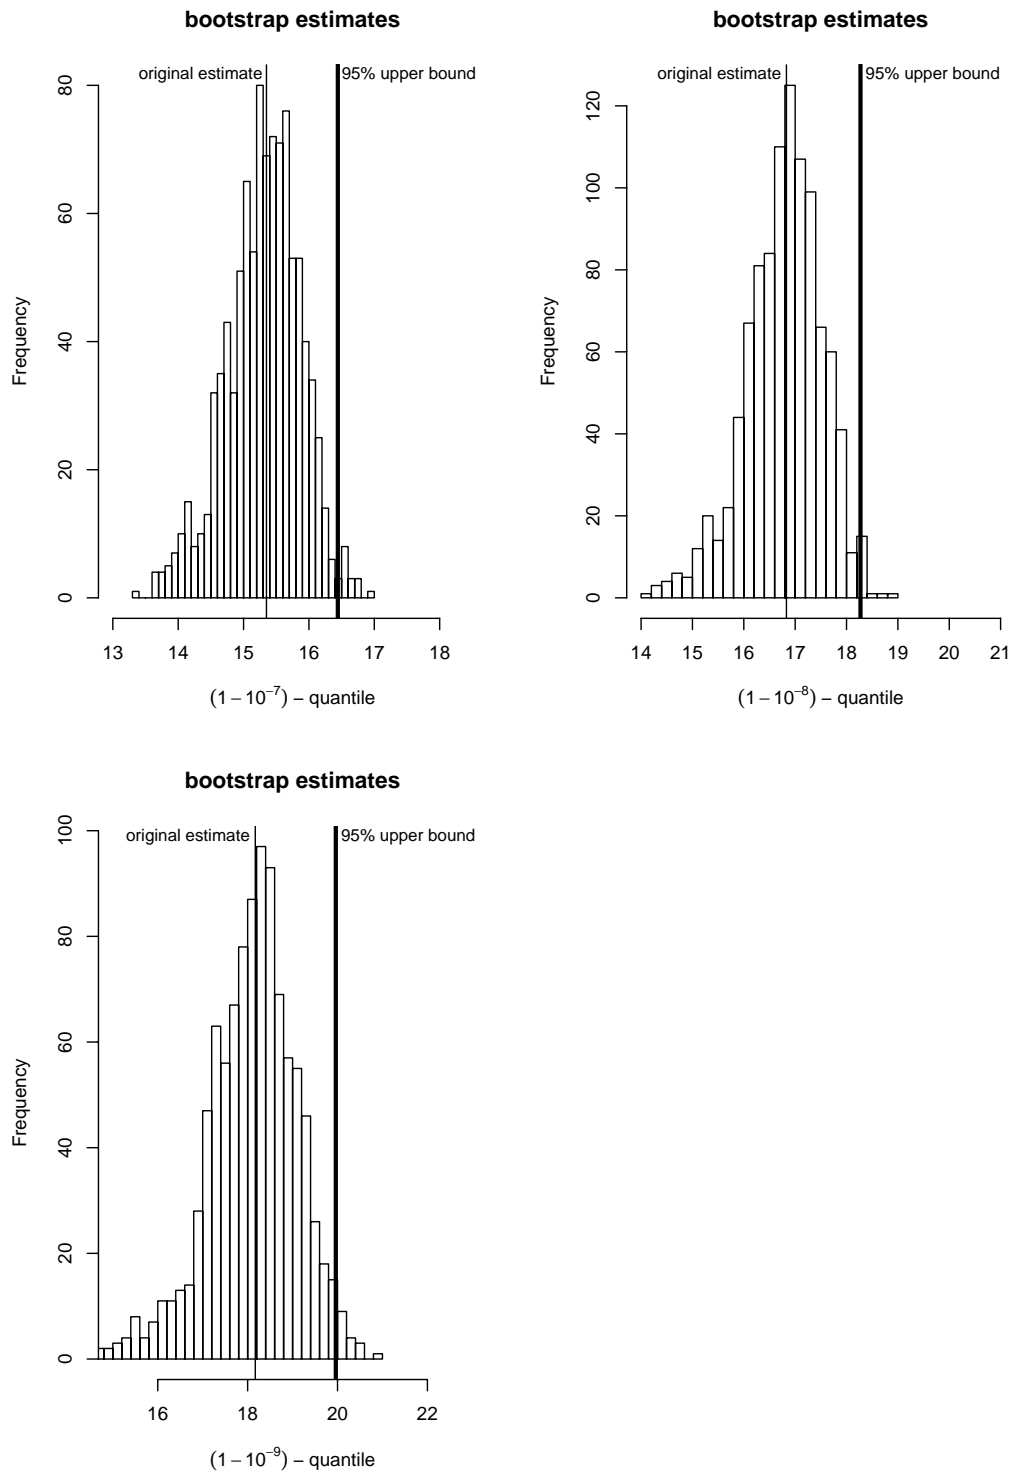 bootstrap estimates
original estimate 95% upper bound
80
60
40
20
0
Frequency
13 14 15 16 17 18
(1 − 10⁻⁷) − quantile
bootstrap estimates
original estimate 95% upper bound
120
100
80
60
40
20
0
Frequency
14 15 16 17 18 19 20 21
(1 − 10⁻⁸) − quantile
bootstrap estimates
original estimate 95% upper bound
100
80
60
40
20
0
Frequency
16 18 20 22
(1 − 10⁻⁹) − quantile